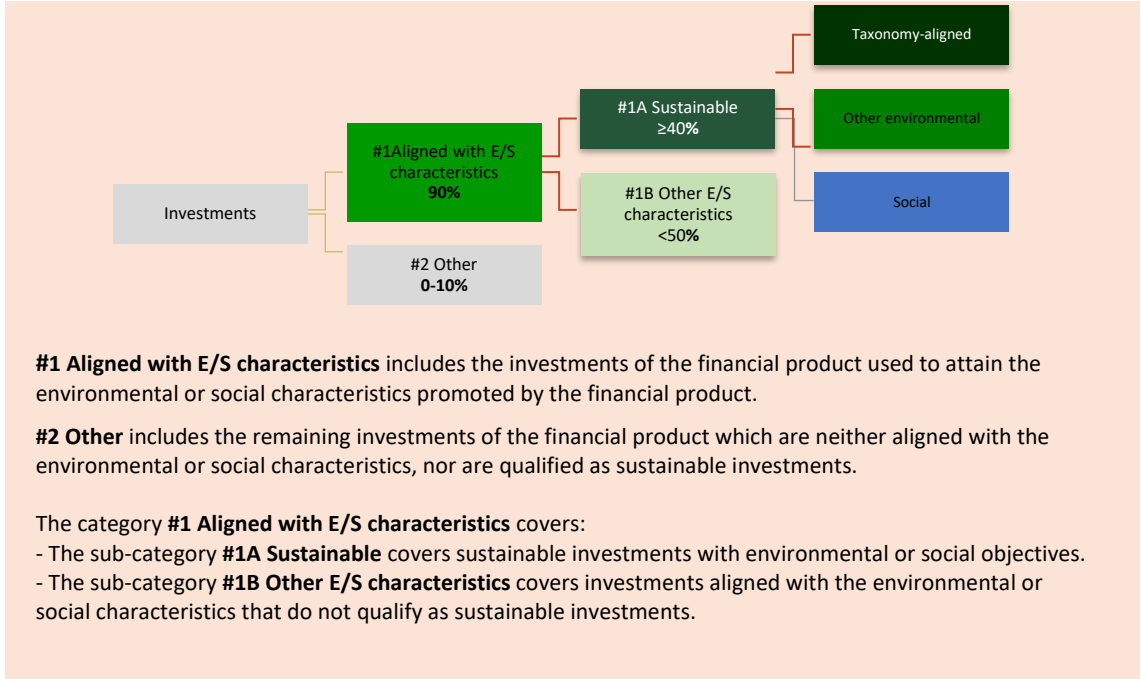 Taxonomy-aligned
#1A Sustainable
≥40%
Other environmental
#1Aligned with E/S
characteristics
90%
#1B Other E/S
characteristics
<50%
Social
Investments
#2 Other
0-10%
#1 Aligned with E/S characteristics includes the investments of the financial product used to attain the
environmental or social characteristics promoted by the financial product.
#2 Other includes the remaining investments of the financial product which are neither aligned with the
environmental or social characteristics, nor are qualified as sustainable investments.
The category #1 Aligned with E/S characteristics covers:
- The sub-category #1A Sustainable covers sustainable investments with environmental or social objectives.
- The sub-category #1B Other E/S characteristics covers investments aligned with the environmental or
social characteristics that do not qualify as sustainable investments.